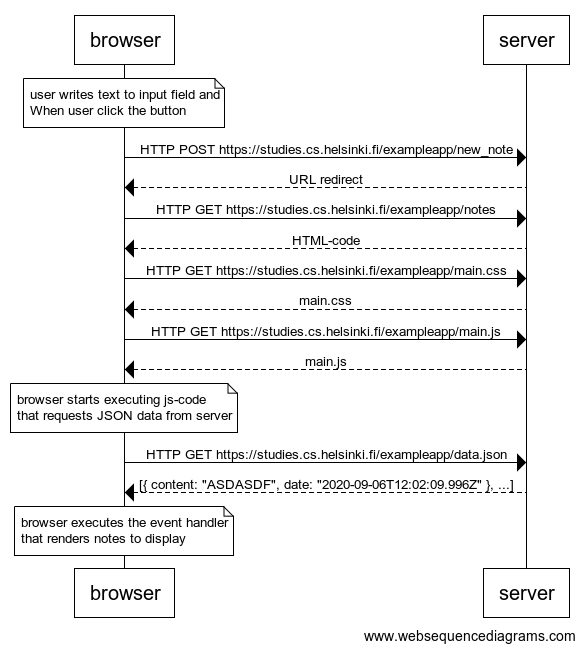 browser
server
user writes text to input field and
When user click the button
HTTP POST https://studies.cs.helsinki.fi/exampleapp/new_note
URL redirect
HTTP GET https://studies.cs.helsinki.fi/exampleapp/notes
HTML-code
HTTP GET https://studies.cs.helsinki.fi/exampleapp/main.css
main.css
HTTP GET https://studies.cs.helsinki.fi/exampleapp/main.js
main.js
browser starts executing js-code
that requests JSON data from server
HTTP GET https://studies.cs.helsinki.fi/exampleapp/data.json
[{ content: "ASDASDF", date: "2020-09-06T12:02:09.996Z" }, ...]
browser executes the event handler
that renders notes to display
browser
server
www.websequencediagrams.com